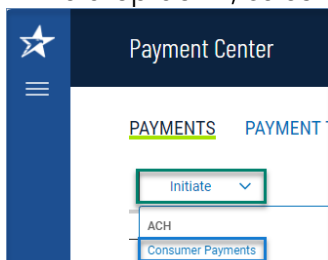 Payment Center
PAYMENTS PAYMENT
Initiate
ACH
Consumer Payments